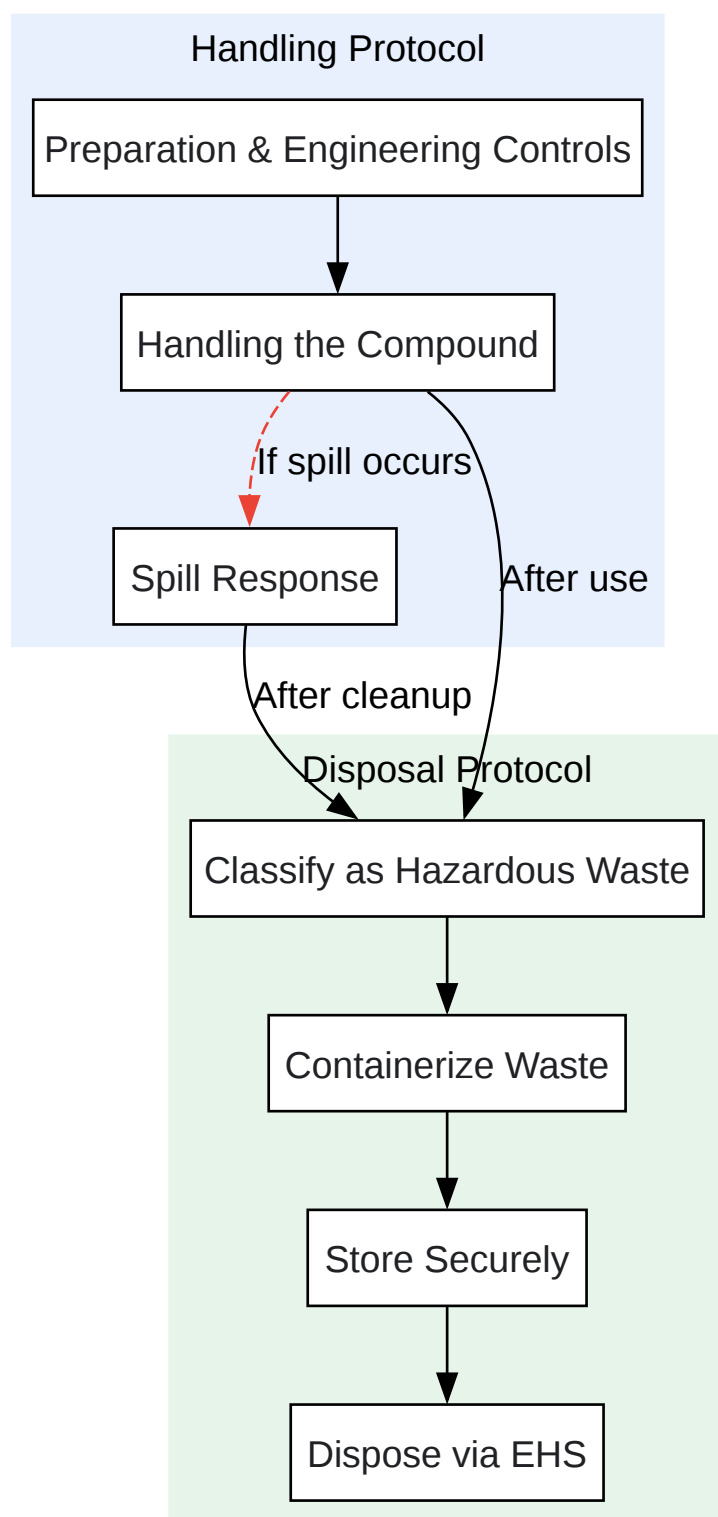 Handling Protocol
Preparation & Engineering Controls
Handling the Compound
If spill occurs
Spill Response
After use
After cleanup
Disposal Protocol
Classify as Hazardous Waste
Containerize Waste
Store Securely
Dispose via EHS